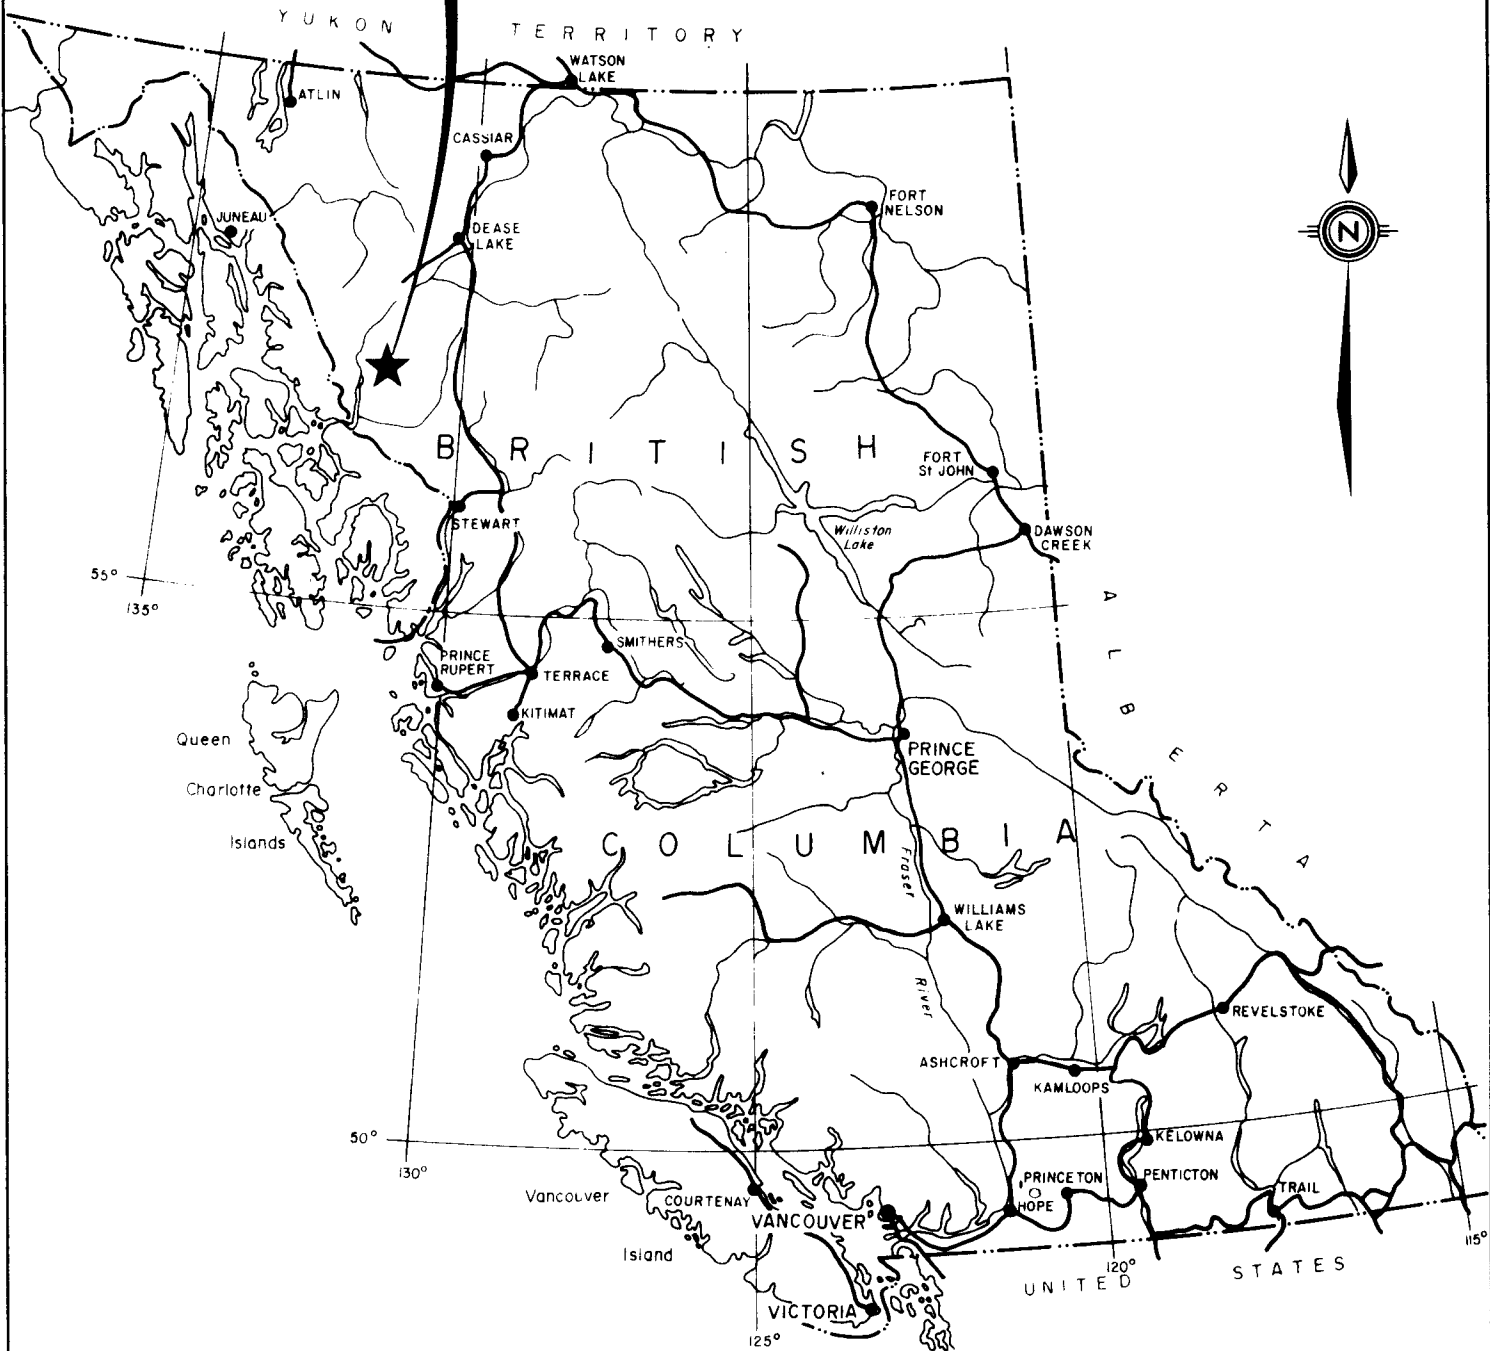 YUKON TERRITORY
WATSON
LAKE
ATLIN
CASSIAR
FORT
NELSON
JUNEAU
DEASE
LAKE
N
BRITISH
FORT
St JOHN
STEWART
Williston
Lake
DAWSON
CREEK
55°
135°
ALBERTA
SMITHERS
PRINCE
RUPERT
TERRACE
KITIMAT
Queen
Charlotte
Islands
PRINCE
GEORGE
COLUMBIA
Fraser
River
WILLIAMS
LAKE
REVELSTOKE
ASHCROFT
KAMLOOPS
50°
130°
KELOWNA
Vancouver
Island
COURTENAY
PRINCETON
PENTICTON
HOPE
TRAIL
VANCOUVER
115°
120°
UNITED STATES
VICTORIA
125°